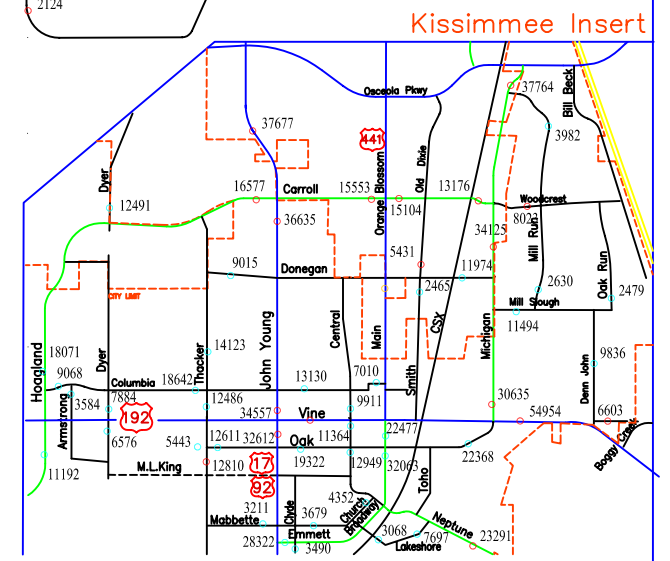 2124
Kissimmee Insert
Osceola Pkwy
37764
Bill Beck
3982
37677
441
Dyer
Old Dixie
Orange Blossom
16577
Carroll
15553
15104
13176
Woodcrest
12491
36635
8023
34125
Mill Run
9015
Donegan
5431
11974
2465
2630
Oak Run
2479
CITY LIMIT
Mill Slough
11494
Hoagland
18071
Dyer
Thacker
14123
John Young
Central
Main
CSX
Michigan
Smith
9836
Denn John
9068
Columbia
18642
13130
7010
3584
7884
12486
9911
30635
Armstrong
192
34557
Vine
54954
6603
6576
5443
12611
32612
Oak
11364
22477
Boggy Creek
11192
M.L.King
12810
17
19322
12949
32063
22368
92
Toho
4352
Church
Broadway
3211
Clyde
3679
Mabbette
Emmett
28322
3490
3068
7697
Neptune
23291
Lakeshore